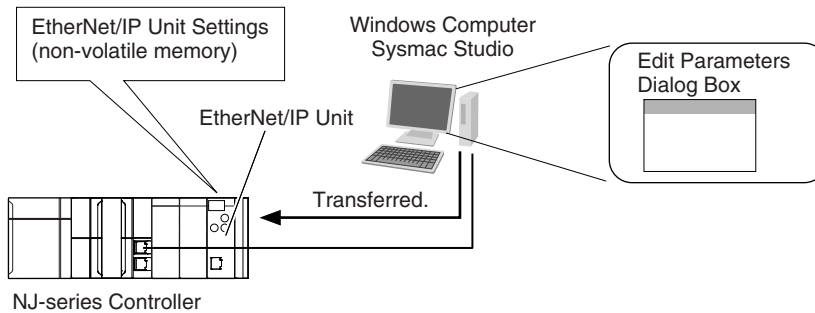 EtherNet/IP Unit Settings
(non-volatile memory)
Windows Computer
Sysmac Studio
Edit Parameters
Dialog Box
EtherNet/IP Unit
Transferred.
NJ-series Controller